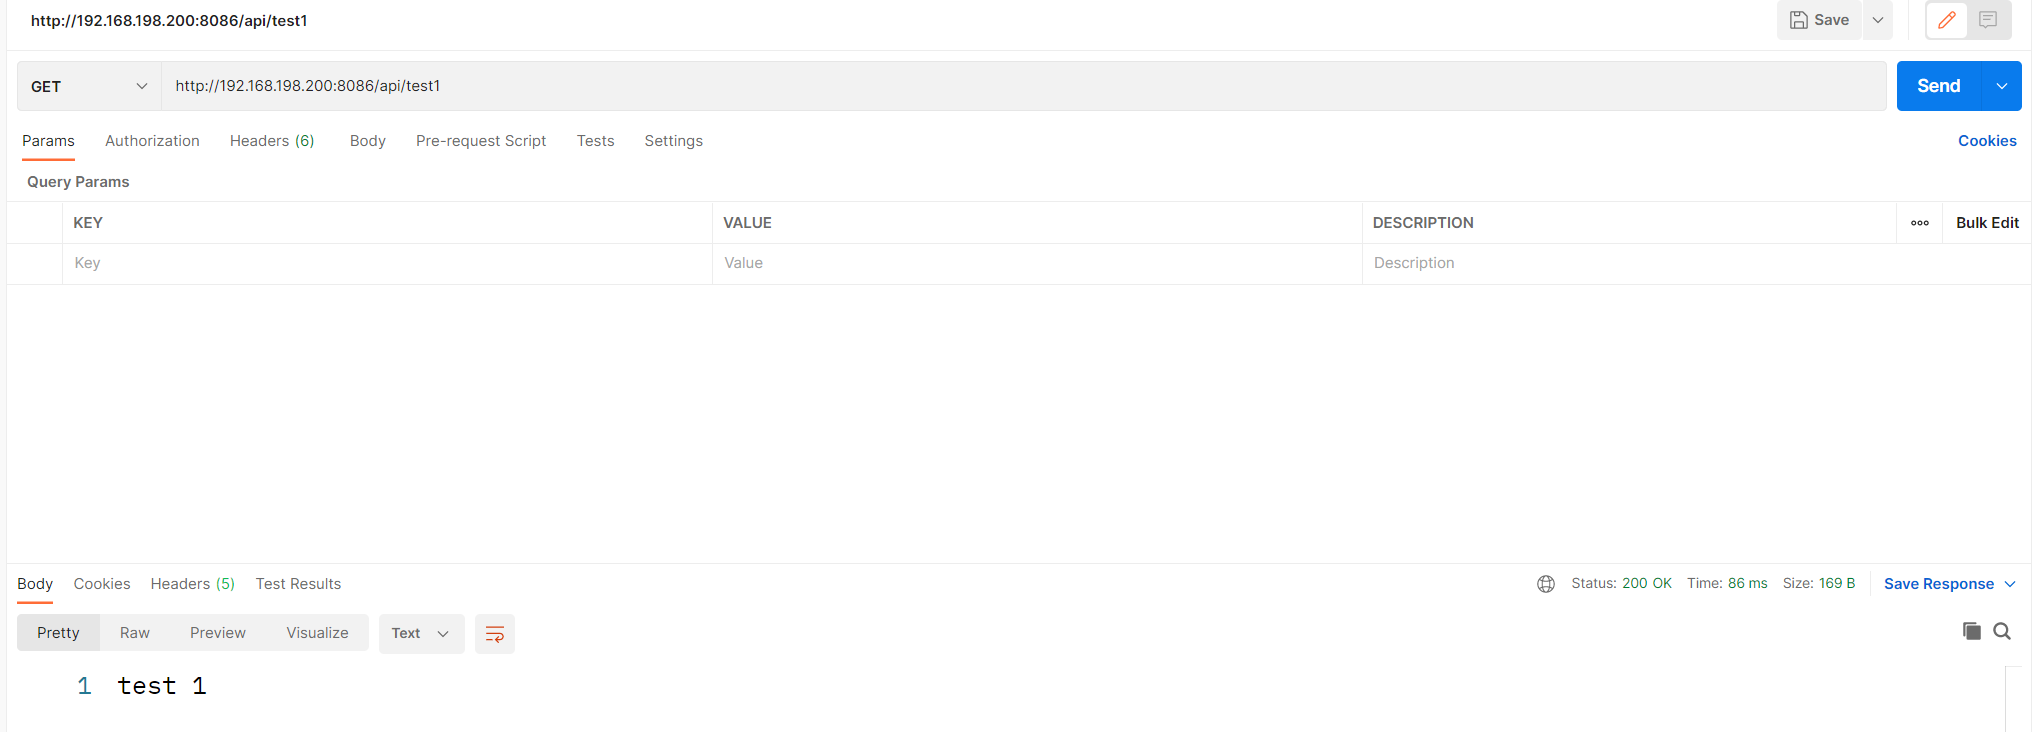 http://192.168.198.200:8086/api/test1 Save
GET http://192.168.198.200:8086/api/test1 Send
Params Authorization Headers (6) Body Pre-request Script Tests Settings Cookies
Query Params
KEY VALUE DESCRIPTION Bulk Edit
Key Value Description
Body Cookies Headers (5) Test Results Status: 200 OK Time: 86 ms Size: 169 B Save Response
Pretty Raw Preview Visualize Text
1 test 1